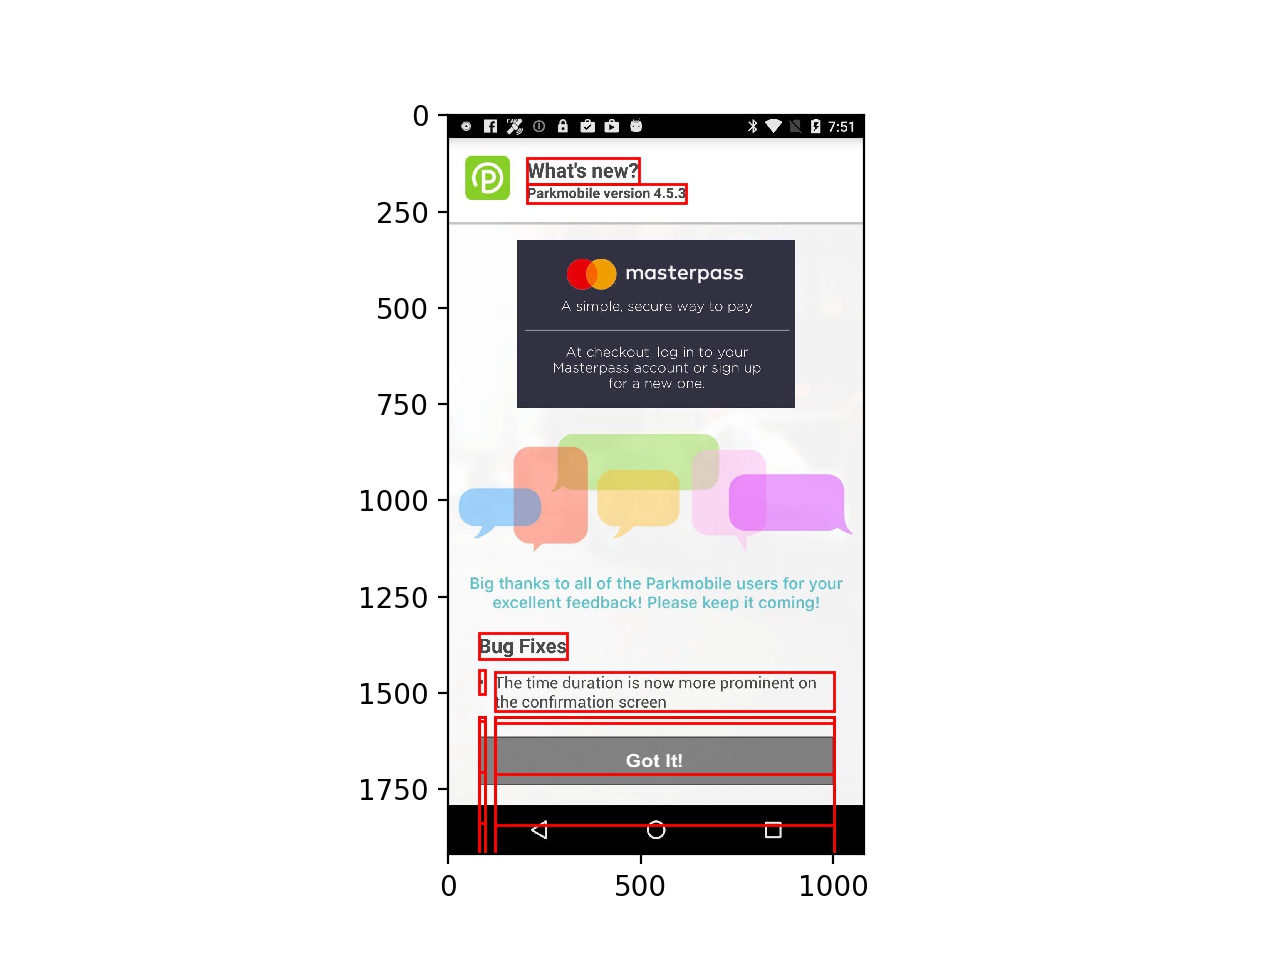 0
250
500
750
1000
1250
1500
1750
0
500
1000
7:51
What's new?
Parkmobile version 4.5.3
masterpass
A simple, secure way to pay
At checkout, log in to your
Masterpass account or sign up
for a new one.
Big thanks to all of the Parkmobile users for your
excellent feedback! Please keep it coming!
Bug Fixes
The time duration is now more prominent on
the confirmation screen
Got It!